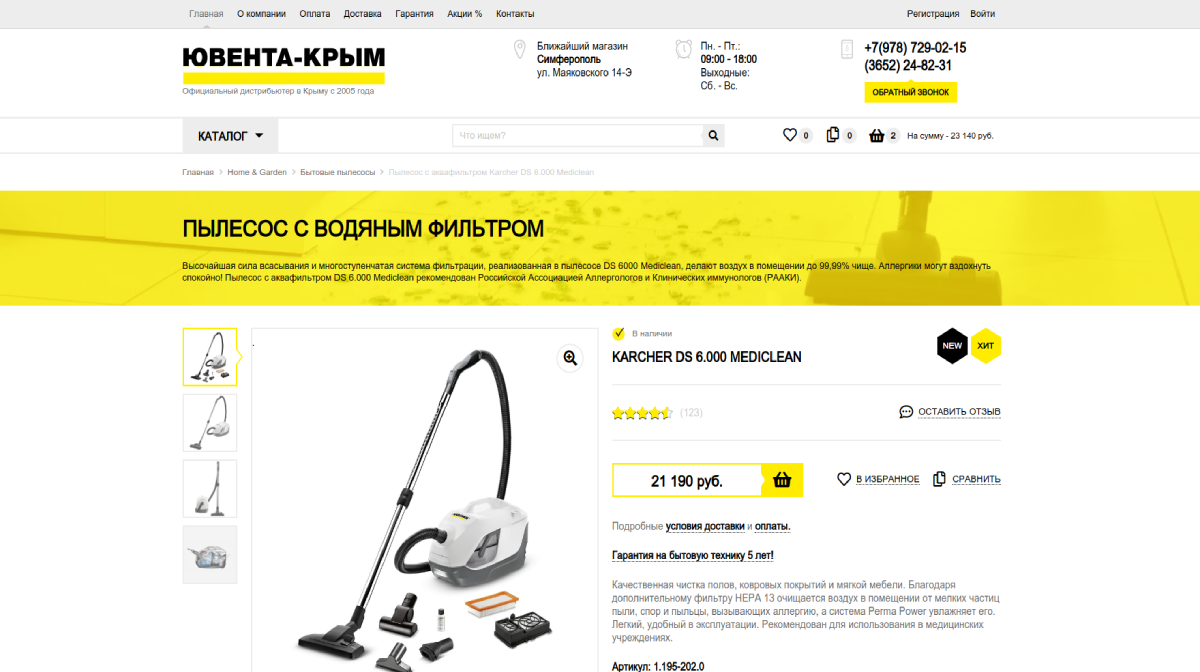 Главная О компании Оплата Доставка Гарантия Акции % Контакты Регистрация Войти
ЮВЕНТА-КРЫМ
Официальный дистрибьютер в Крыму с 2005 года
Ближайший магазин
Симферополь
ул. Маяковского 14-Э
Пн. - Пт.:
09:00 - 18:00
Выходные:
Сб. - Вс.
+7(978) 729-02-15
(3652) 24-82-31
ОБРАТНЫЙ ЗВОНОК
КАТАЛОГ Что ищем? 0 0 2 На сумму - 23 140 руб.
Главная > Home & Garden > Бытовые пылесосы > Пылесос с аквафильтром Karcher DS 6.000 Mediclean
ПЫЛЕСОС С ВОДЯНЫМ ФИЛЬТРОМ
Высочайшая сила всасывания и многоступенчатая система фильтрации, реализованная в пылесосе DS 6000 Mediclean, делают воздух в помещении до 99,99% чище. Аллергики могут вздохнуть
спокойно! Пылесос с аквафильтром DS 6.000 Mediclean рекомендован Российской Ассоциацией Аллергологов и Клинических иммунологов (РААКИ).
В наличии
KARCHER DS 6.000 MEDICLEAN
NEW ХИТ
(123) ОСТАВИТЬ ОТЗЫВ
21 190 руб. В ИЗБРАННОЕ СРАВНИТЬ
Подробные условия доставки и оплаты.
Гарантия на бытовую технику 5 лет!
Качественная чистка полов, ковровых покрытий и мягкой мебели. Благодаря
дополнительному фильтру HEPA 13 очищается воздух в помещении от мелких частиц
пыли, спор и пыльцы, вызывающих аллергию, а система Perma Power увлажняет его.
Легкий, удобный в эксплуатации. Рекомендован для использования в медицинских
учреждениях.
Артикул: 1.195-202.0